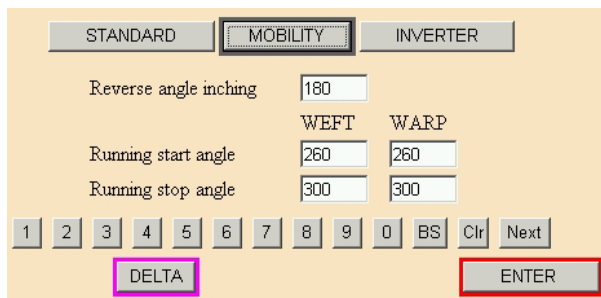 STANDARD MOBILITY INVERTER
Reverse angle inching 180
WEFT WARP
Running start angle 260 260
Running stop angle 300 300
1 2 3 4 5 6 7 8 9 0 BS Clr Next
DELTA ENTER